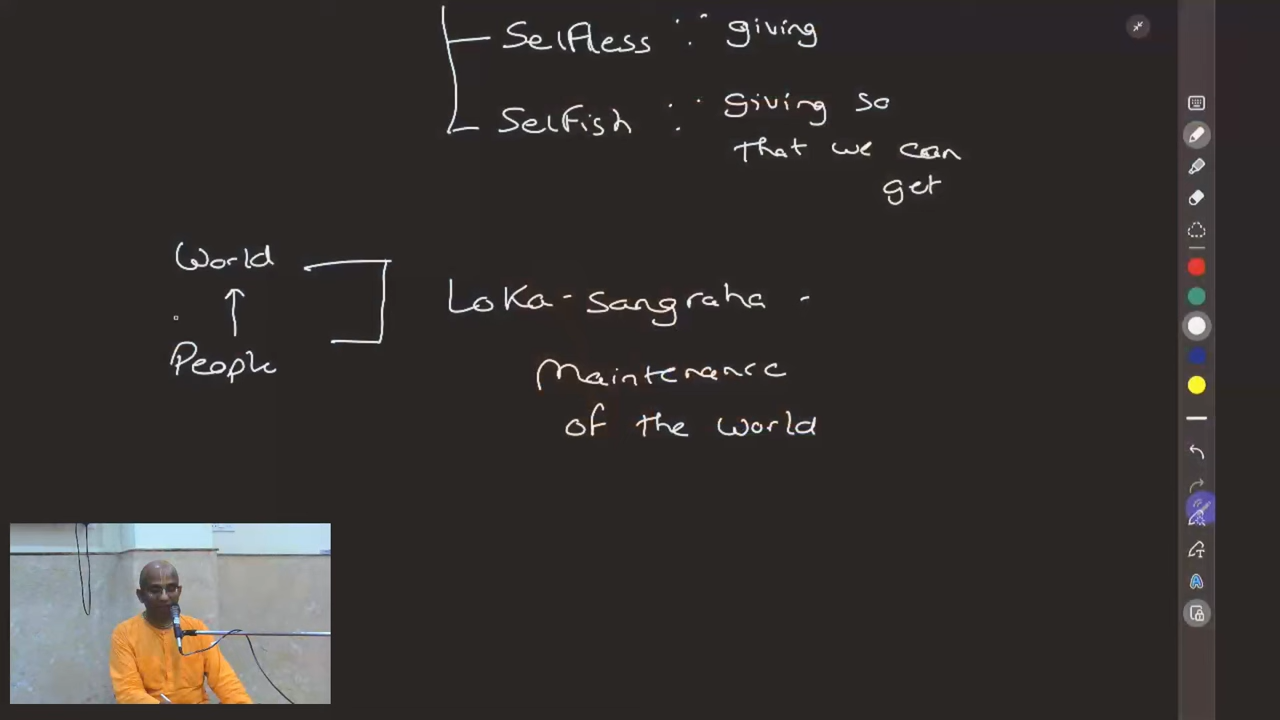 Selfless : giving
Selfish : giving so
that we can
get
World
People
Loka-sangraha -
Maintenance
of the world